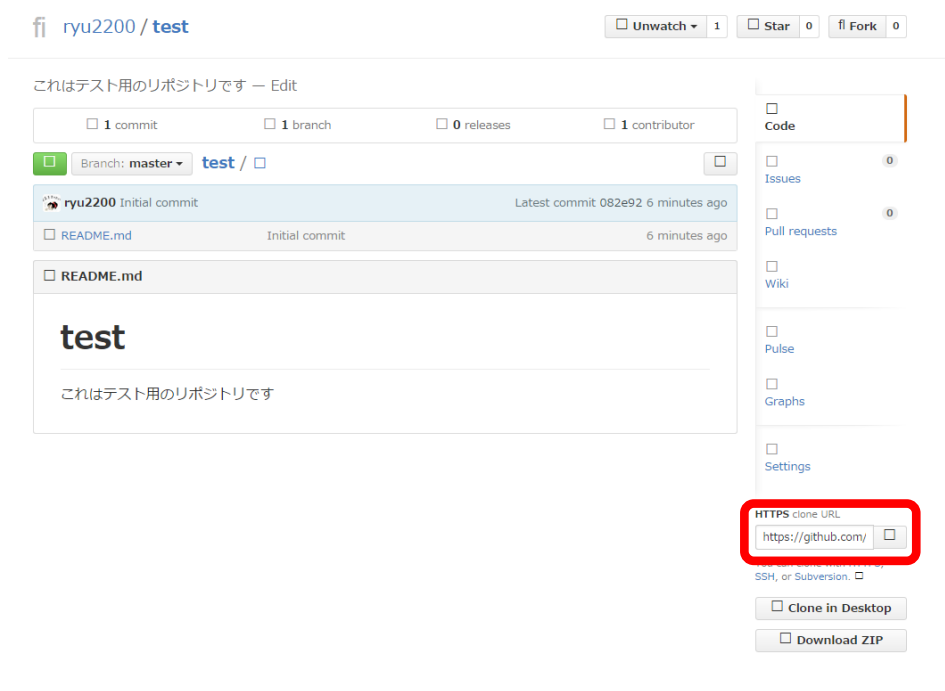 ryu2200 / test
Unwatch 1
Star 0
Fork 0
これはテスト用のリポジトリです — Edit
1 commit
1 branch
0 releases
1 contributor
Branch: master
test /
ryu2200 Initial commit
Latest commit 082e92 6 minutes ago
README.md
Initial commit
6 minutes ago
README.md
test
これはテスト用のリポジトリです
Code
Issues 0
Pull requests 0
Wiki
Pulse
Graphs
Settings
HTTPS clone URL
https://github.com/
SSH, or Subversion.
Clone in Desktop
Download ZIP